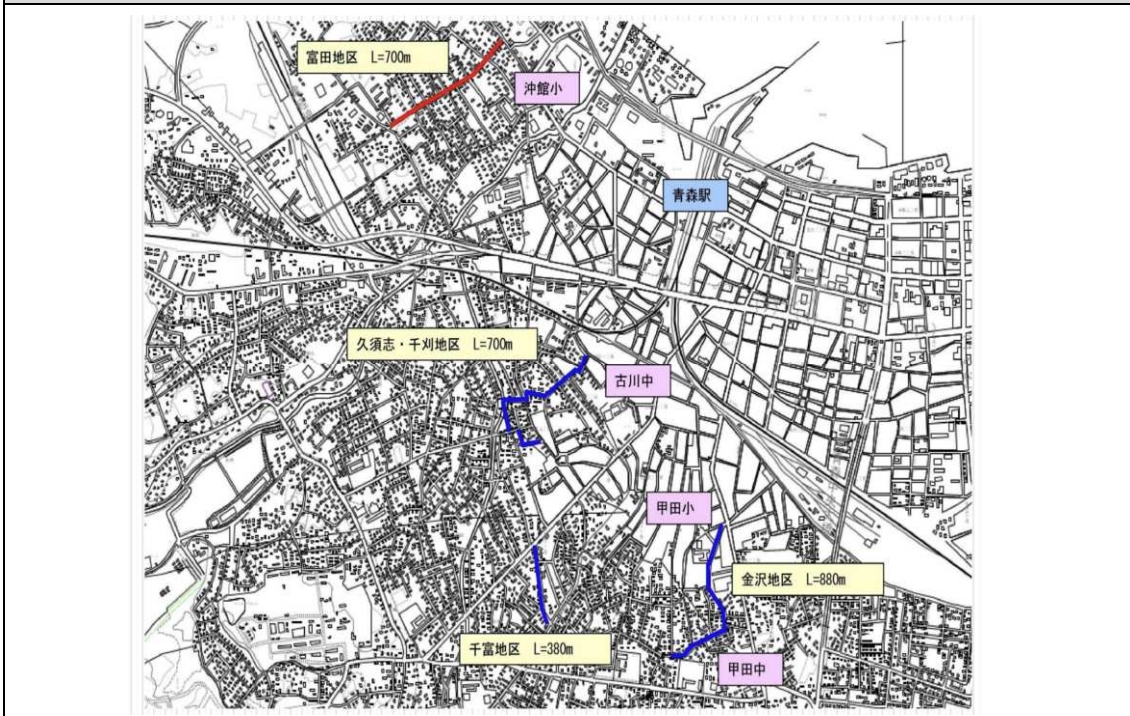 富田地区 L=700m
沖館小
青森駅
久須志・千刈地区 L=700m
古川中
甲田小
金沢地区 L=880m
千富地区 L=380m
甲田中